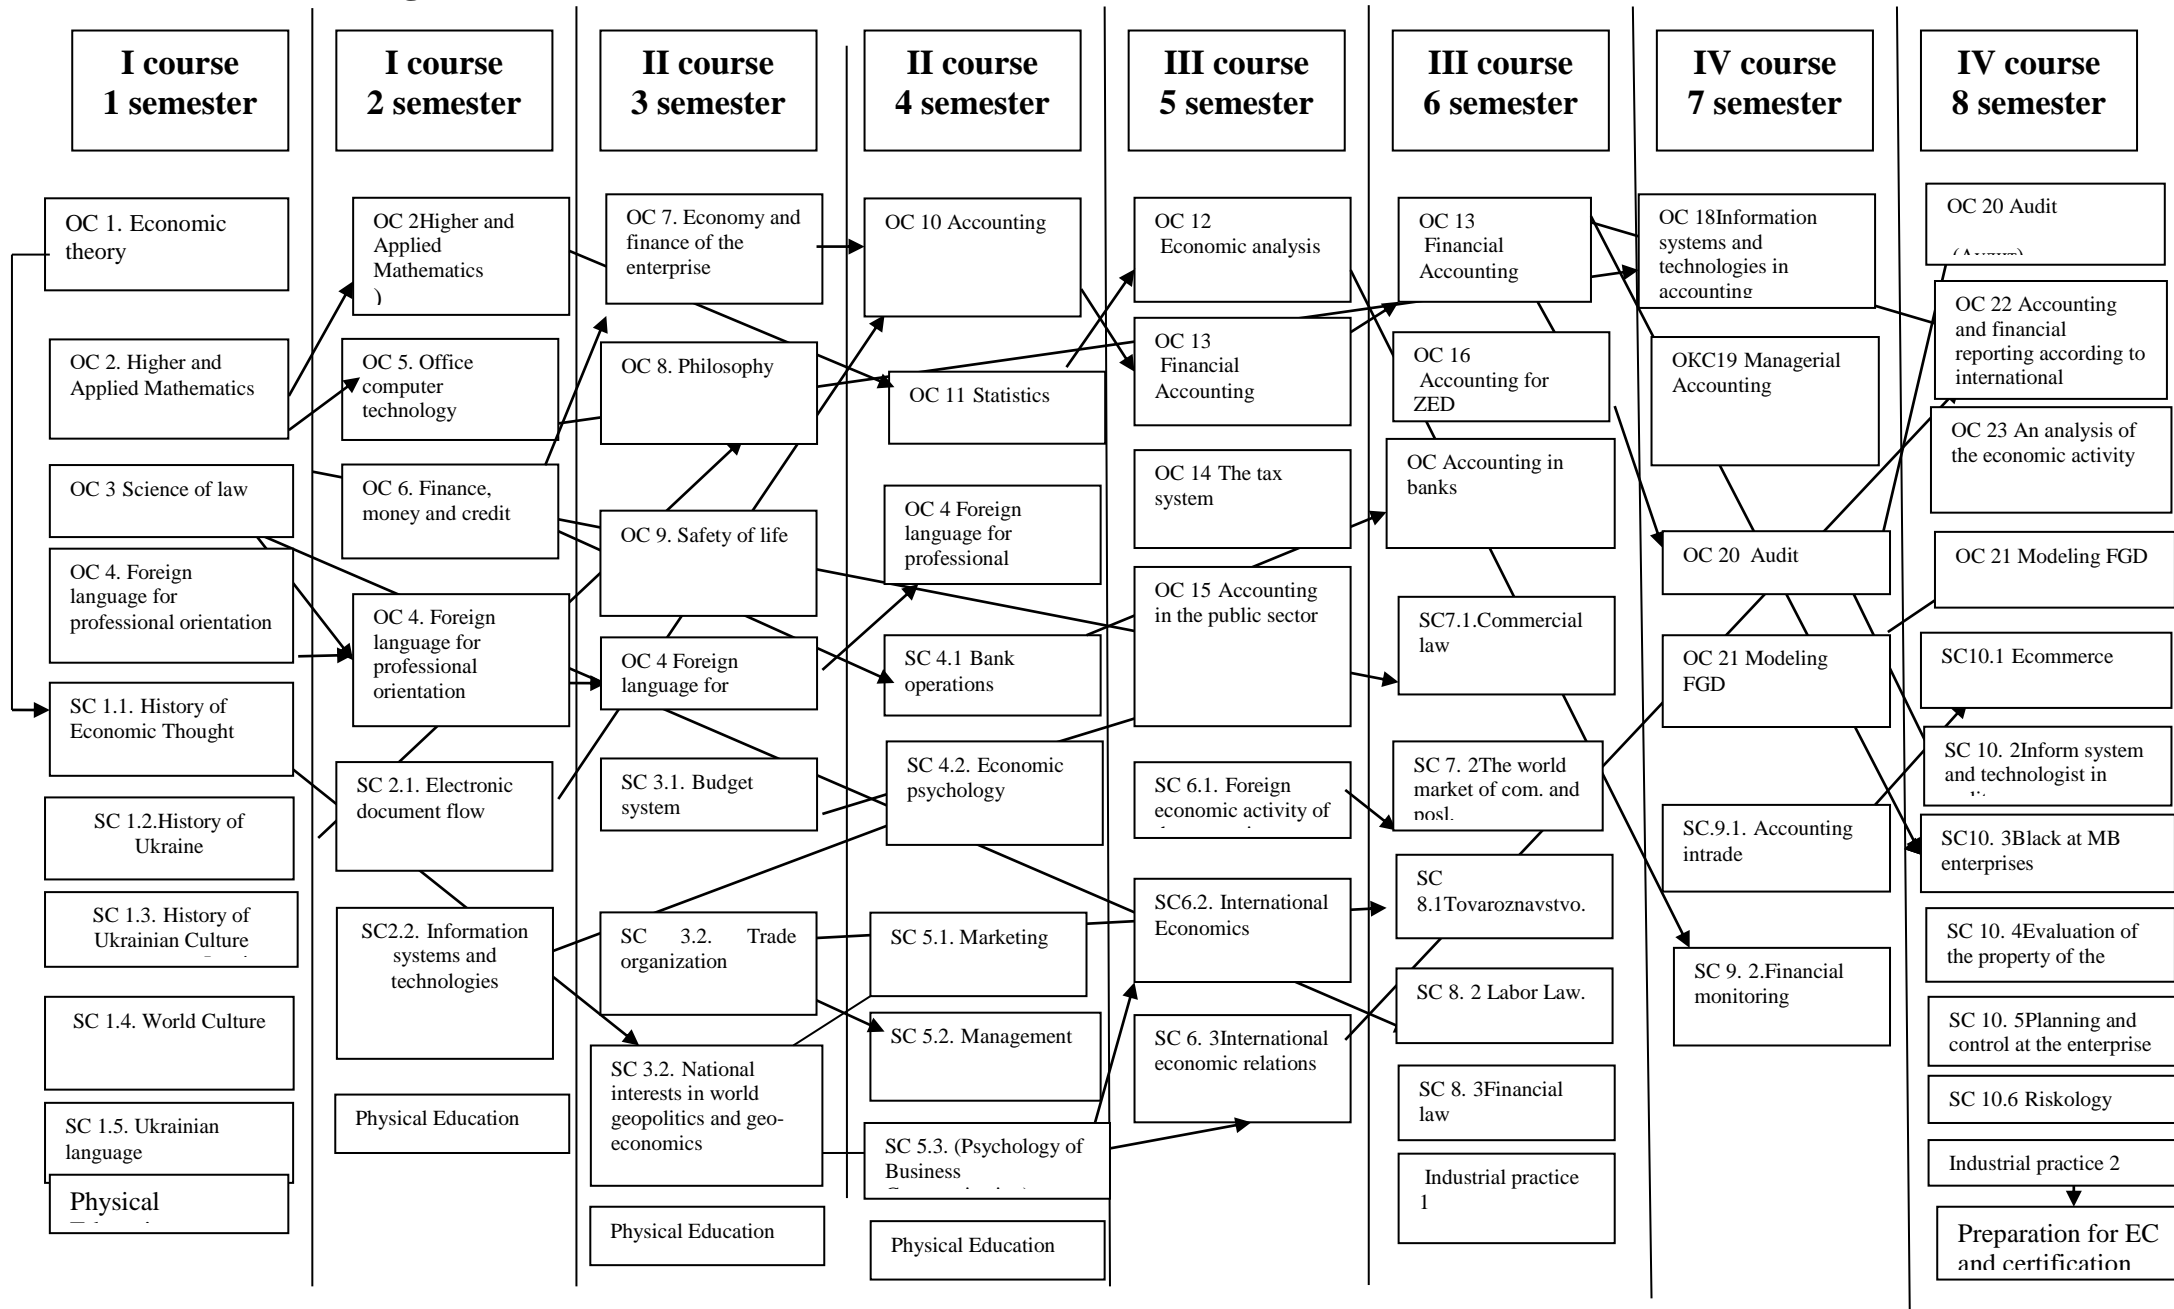 I course
1 semester
I course
2 semester
II course
3 semester
II course
4 semester
III course
5 semester
III course
6 semester
IV course
7 semester
IV course
8 semester
OC 1. Economic
theory
OC 2. Higher and
Applied Mathematics
OC 3 Science of law
OC 4. Foreign
language for
professional orientation
SC 1.1. History of
Economic Thought
SC 1.2.History of
Ukraine
SC 1.3. History of
Ukrainian Culture
SC 1.4. World Culture
SC 1.5. Ukrainian
language
Physical
OC 2Higher and
Applied
Mathematics
)
OC 5. Office
computer
technology
OC 6. Finance,
money and credit
OC 4. Foreign
language for
professional
orientation
SC 2.1. Electronic
document flow
SC2.2. Information
systems and
technologies
Physical Education
OC 7. Economy and
finance of the
enterprise
OC 8. Philosophy
OC 9. Safety of life
OC 4 Foreign
language for
SC 3.1. Budget
system
SC 3.2. Trade
organization
SC 3.2. National
interests in world
geopolitics and geo-
economics
Physical Education
OC 10 Accounting
OC 11 Statistics
OC 4 Foreign
language for
professional
SC 4.1 Bank
operations
SC 4.2. Economic
psychology
SC 5.1. Marketing
SC 5.2. Management
SC 5.3. (Psychology of
Business
Physical Education
OC 12
Economic analysis
OC 13
Financial
Accounting
OC 14 The tax
system
OC 15 Accounting
in the public sector
SC 6.1. Foreign
economic activity of
SC6.2. International
Economics
SC 6. 3International
economic relations
OC 13
Financial
Accounting
OC 16
Accounting for
ZED
OC Accounting in
banks
SC7.1.Commercial
law
SC 7. 2The world
market of com. and
posl.
SC
8.1Tovaroznavstvo.
SC 8. 2 Labor Law.
SC 8. 3Financial
law
Industrial practice
1
OC 18Information
systems and
technologies in
accounting
OКC19 Managerial
Accounting
OC 20 Audit
OC 21 Modeling
FGD
SC.9.1. Accounting
intrade
SC 9. 2.Financial
monitoring
OC 20 Audit
OC 22 Accounting
and financial
reporting according to
international
OC 23 An analysis of
the economic activity
OC 21 Modeling FGD
SC10.1 Ecommerce
SC 10. 2Inform system
and technologist in
SC10. 3Black at MB
enterprises
SC 10. 4Evaluation of
the property of the
SC 10. 5Planning and
control at the enterprise
SC 10.6 Riskology
Industrial practice 2
Preparation for EC
and certification